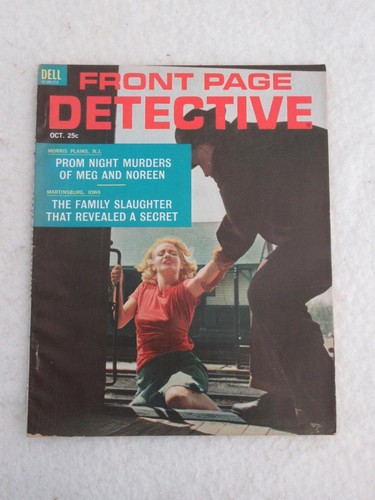 DELL
FRONT PAGE
DETECTIVE
OCT. 25c
MORRIS PLAINS, N.J.
PROM NIGHT MURDERS
OF MEG AND NOREEN
MARTINSBURG, IOWA
THE FAMILY SLAUGHTER
THAT REVEALED A SECRET